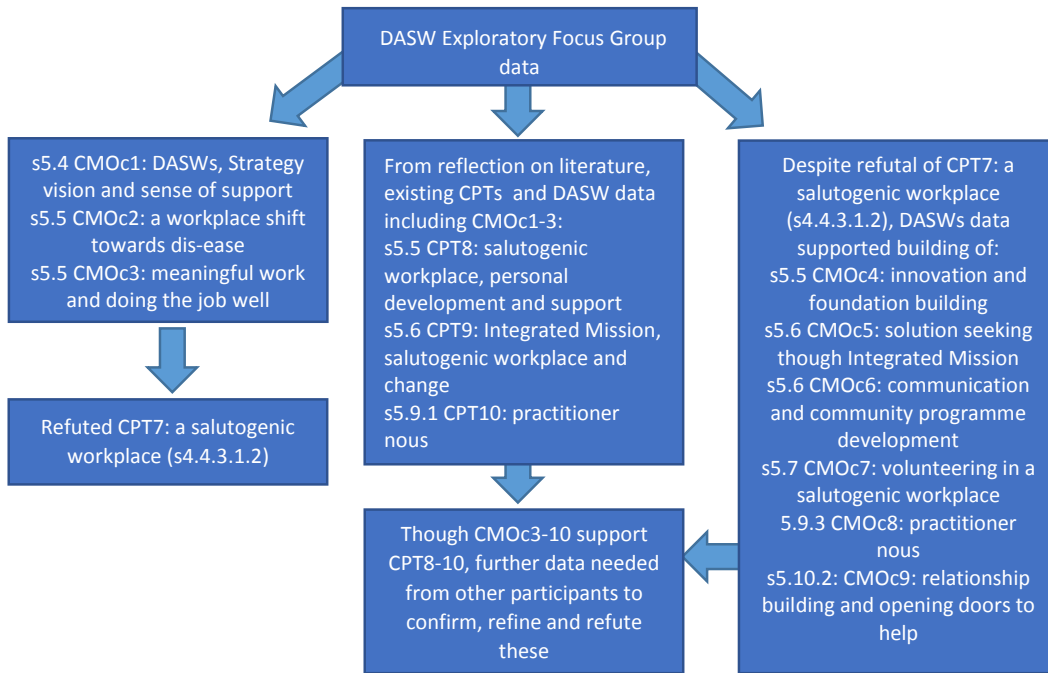 DASW Exploratory Focus Group
data
s5.4 CMOc1: DASWs, Strategy
vision and sense of support
s5.5 CMOc2: a workplace shift
towards dis-ease
s5.5 CMOc3: meaningful work
and doing the job well
Refuted CPT7: a salutogenic
workplace (s4.4.3.1.2)
From reflection on literature,
existing CPTs and DASW data
including CMOc1-3:
s5.5 CPT8: salutogenic
workplace, personal
development and support
s5.6 CPT9: Integrated Mission,
salutogenic workplace and
change
s5.9.1 CPT10: practitioner
nous
Though CMOc3-10 support
CPT8-10, further data needed
from other participants to
confirm, refine and refute
these
Despite refutal of CPT7: a
salutogenic workplace
(s4.4.3.1.2), DASWs data
supported building of:
s5.5 CMOc4: innovation and
foundation building
s5.6 CMOc5: solution seeking
though Integrated Mission
s5.6 CMOc6: communication
and community programme
development
s5.7 CMOc7: volunteering in a
salutogenic workplace
5.9.3 CMOc8: practitioner
nous
s5.10.2: CMOc9: relationship
building and opening doors to
help